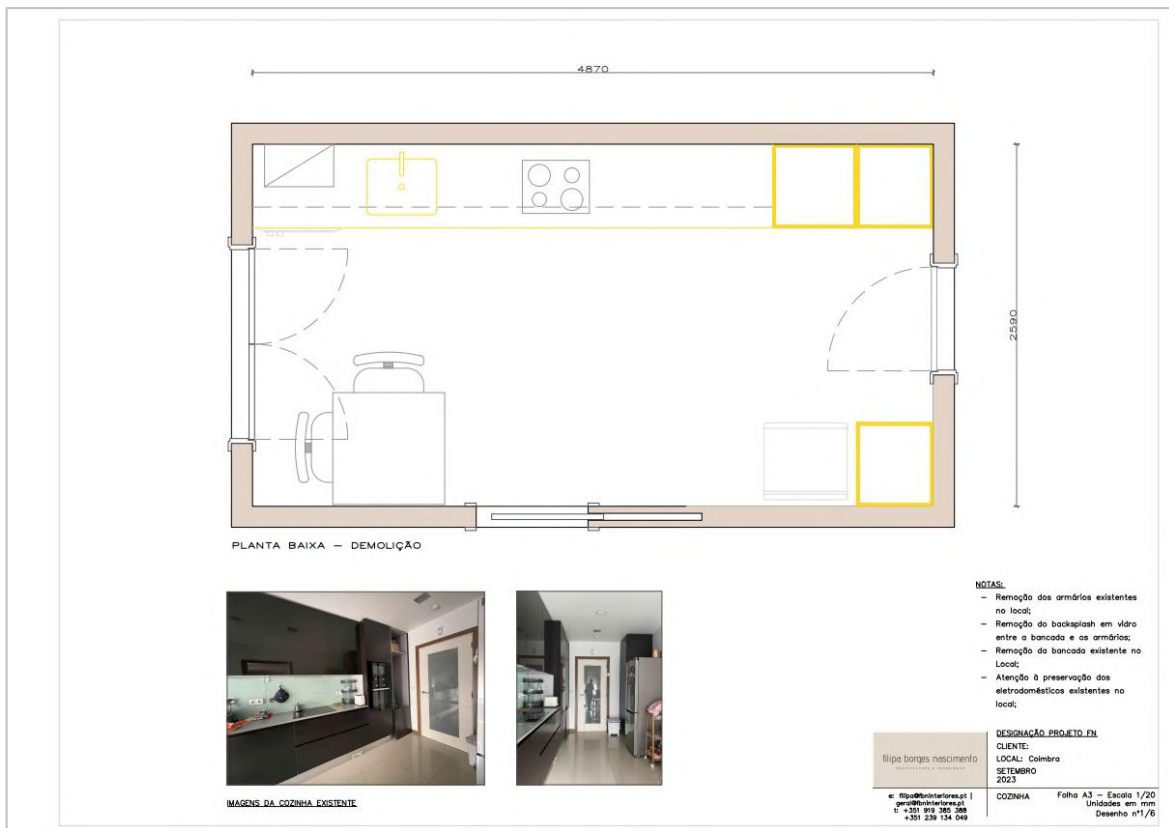 4870
2590
PLANTA BAIXA – DEMOLIÇÃO
IMAGENS DA COZINHA EXISTENTE
NOTAS:
– Remoção dos armários existentes
no local;
– Remoção do backsplash em vidro
entre a bancada e os armários;
– Remoção da bancada existente no
Local;
– Atenção à preservação dos
eletrodomésticos existentes no
local;
filipa borges nascimento
DESIGNAÇÃO PROJETO FN
CLIENTE:
LOCAL: Coimbra
SETEMBRO
2023
e: filipa@fbninteriores.pt |
geral@fbninteriores.pt
t: +351 919 385 388
+351 239 134 049
COZINHA
Folha A3 – Escala 1/20
Unidades em mm
Desenho nº1/6